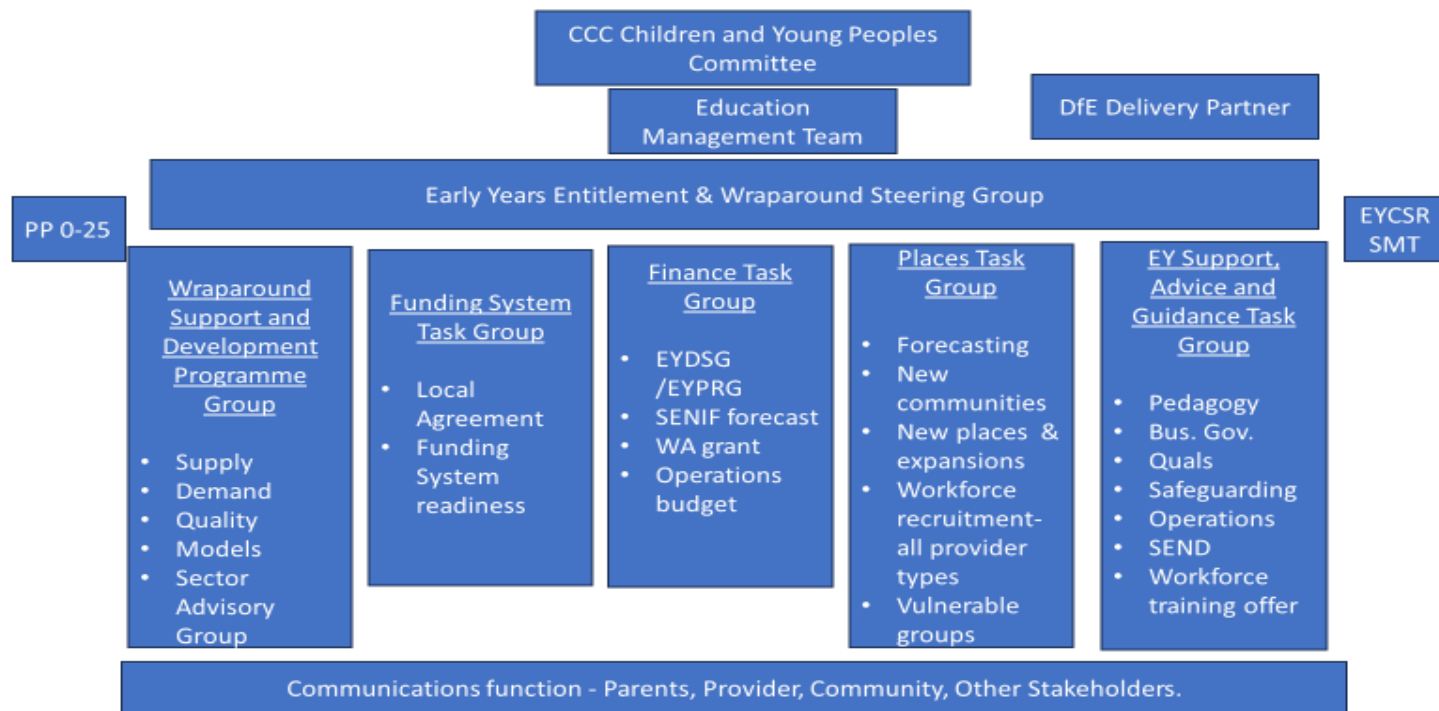 CCC Children and Young Peoples
Committee
Education
Management Team
DfE Delivery Partner
Early Years Entitlement & Wraparound Steering Group
PP 0-25
EYCSR
SMT
Wraparound
Support and
Development
Programme
Group
• Supply
• Demand
• Quality
• Models
• Sector
Advisory
Group
Funding System
Task Group
• Local
Agreement
• Funding
System
readiness
Finance Task
Group
• EYDSG
/EYPRG
• SENIF forecast
• WA grant
• Operations
budget
Places Task
Group
• Forecasting
• New
communities
• New places &
expansions
• Workforce
recruitment-
all provider
types
• Vulnerable
groups
EY Support,
Advice and
Guidance Task
Group
• Pedagogy
• Bus. Gov.
• Quals
• Safeguarding
• Operations
• SEND
• Workforce
training offer
Communications function - Parents, Provider, Community, Other Stakeholders.